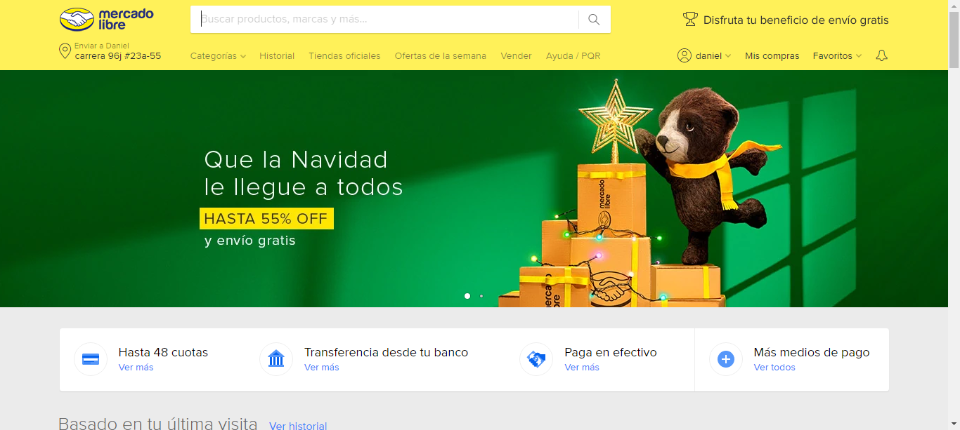 mercado
libre
Buscar productos, marcas y más...
Disfruta tu beneficio de envío gratis
Enviar a Daniel
carrera 96j #23a-55
Categorías
Historial
Tiendas oficiales
Ofertas de la semana
Vender
Ayuda / PQR
daniel
Mis compras
Favoritos
Que la Navidad
le llegue a todos
HASTA 55% OFF
y envío gratis
mercado
libre
Hasta 48 cuotas
Ver más
Transferencia desde tu banco
Ver más
Paga en efectivo
Ver más
Más medios de pago
Ver todos
Basado en tu última visita
Ver historial